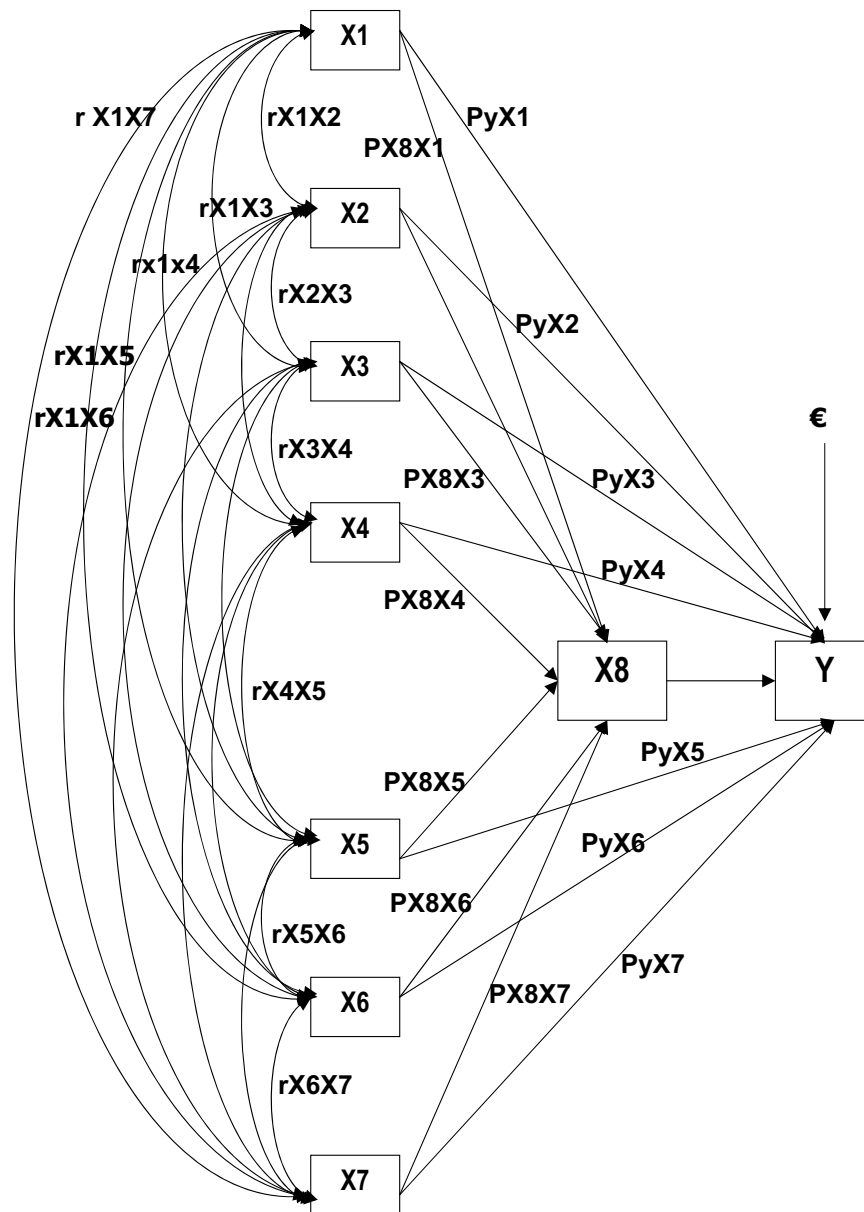 X1
r X1X7
rX1X2
PyX1
PX8X1
rX1X3
X2
rx1x4
rX2X3
PyX2
rX1X5
X3
rX1X6
€
rX3X4
PX8X3
PyX3
X4
PyX4
PX8X4
X8
Y
rX4X5
PyX5
PX8X5
X5
PyX6
PX8X6
rX5X6
PyX7
X6
PX8X7
rX6X7
X7